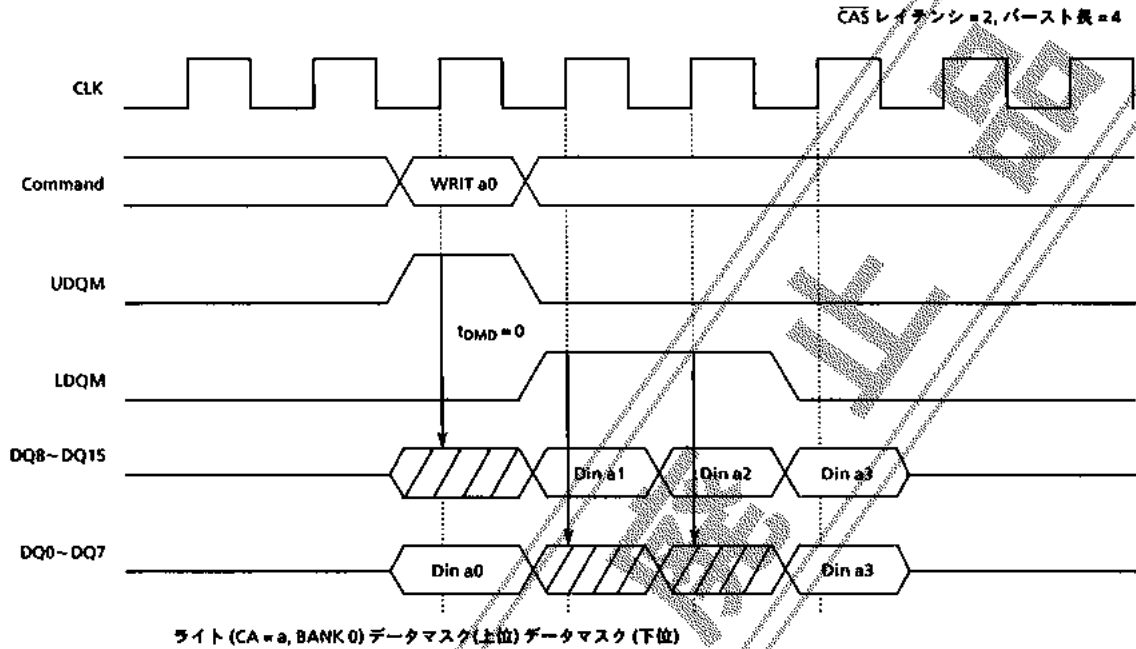 CAS レイテンシ = 2, バースト長 = 4
CLK
Command
WRIT a0
UDQM
tDMD = 0
LDQM
DQ8~DQ15
Din a1
Din a2
Din a3
DQ0~DQ7
Din a0
Din a3
ライト (CA = a, BANK 0) データマスク(上位) データマスク (下位)
廃止品